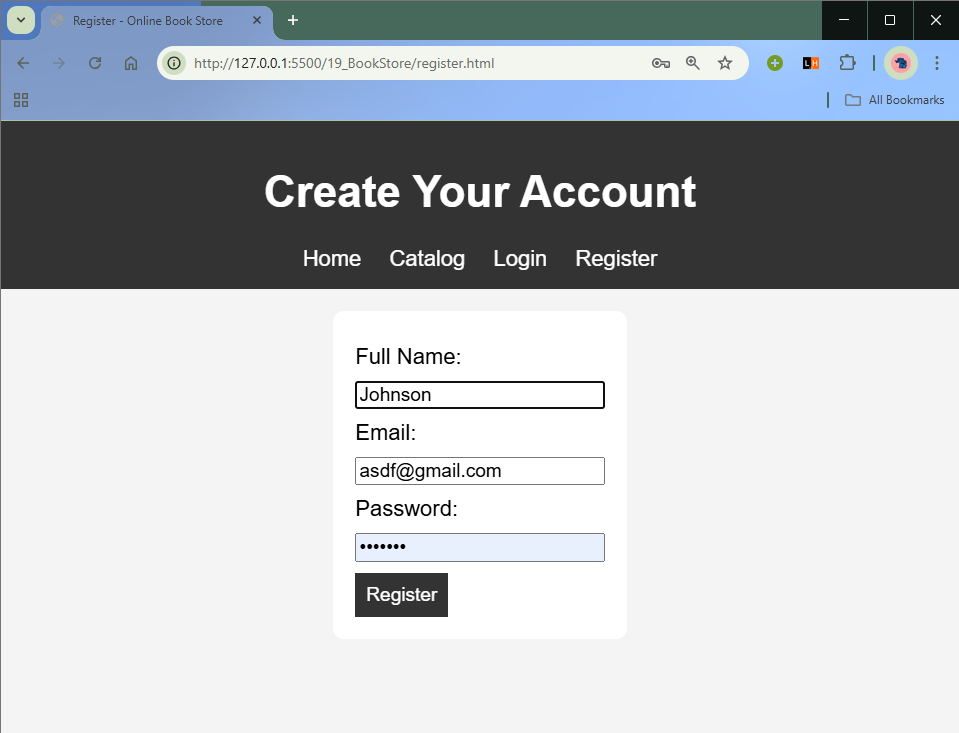 Register - Online Book Store
http://127.0.0.1:5500/19_BookStore/register.html
LH
All Bookmarks
Create Your Account
Home Catalog Login Register
Full Name:
Johnson
Email:
asdf@gmail.com
Password:
•••••••
Register